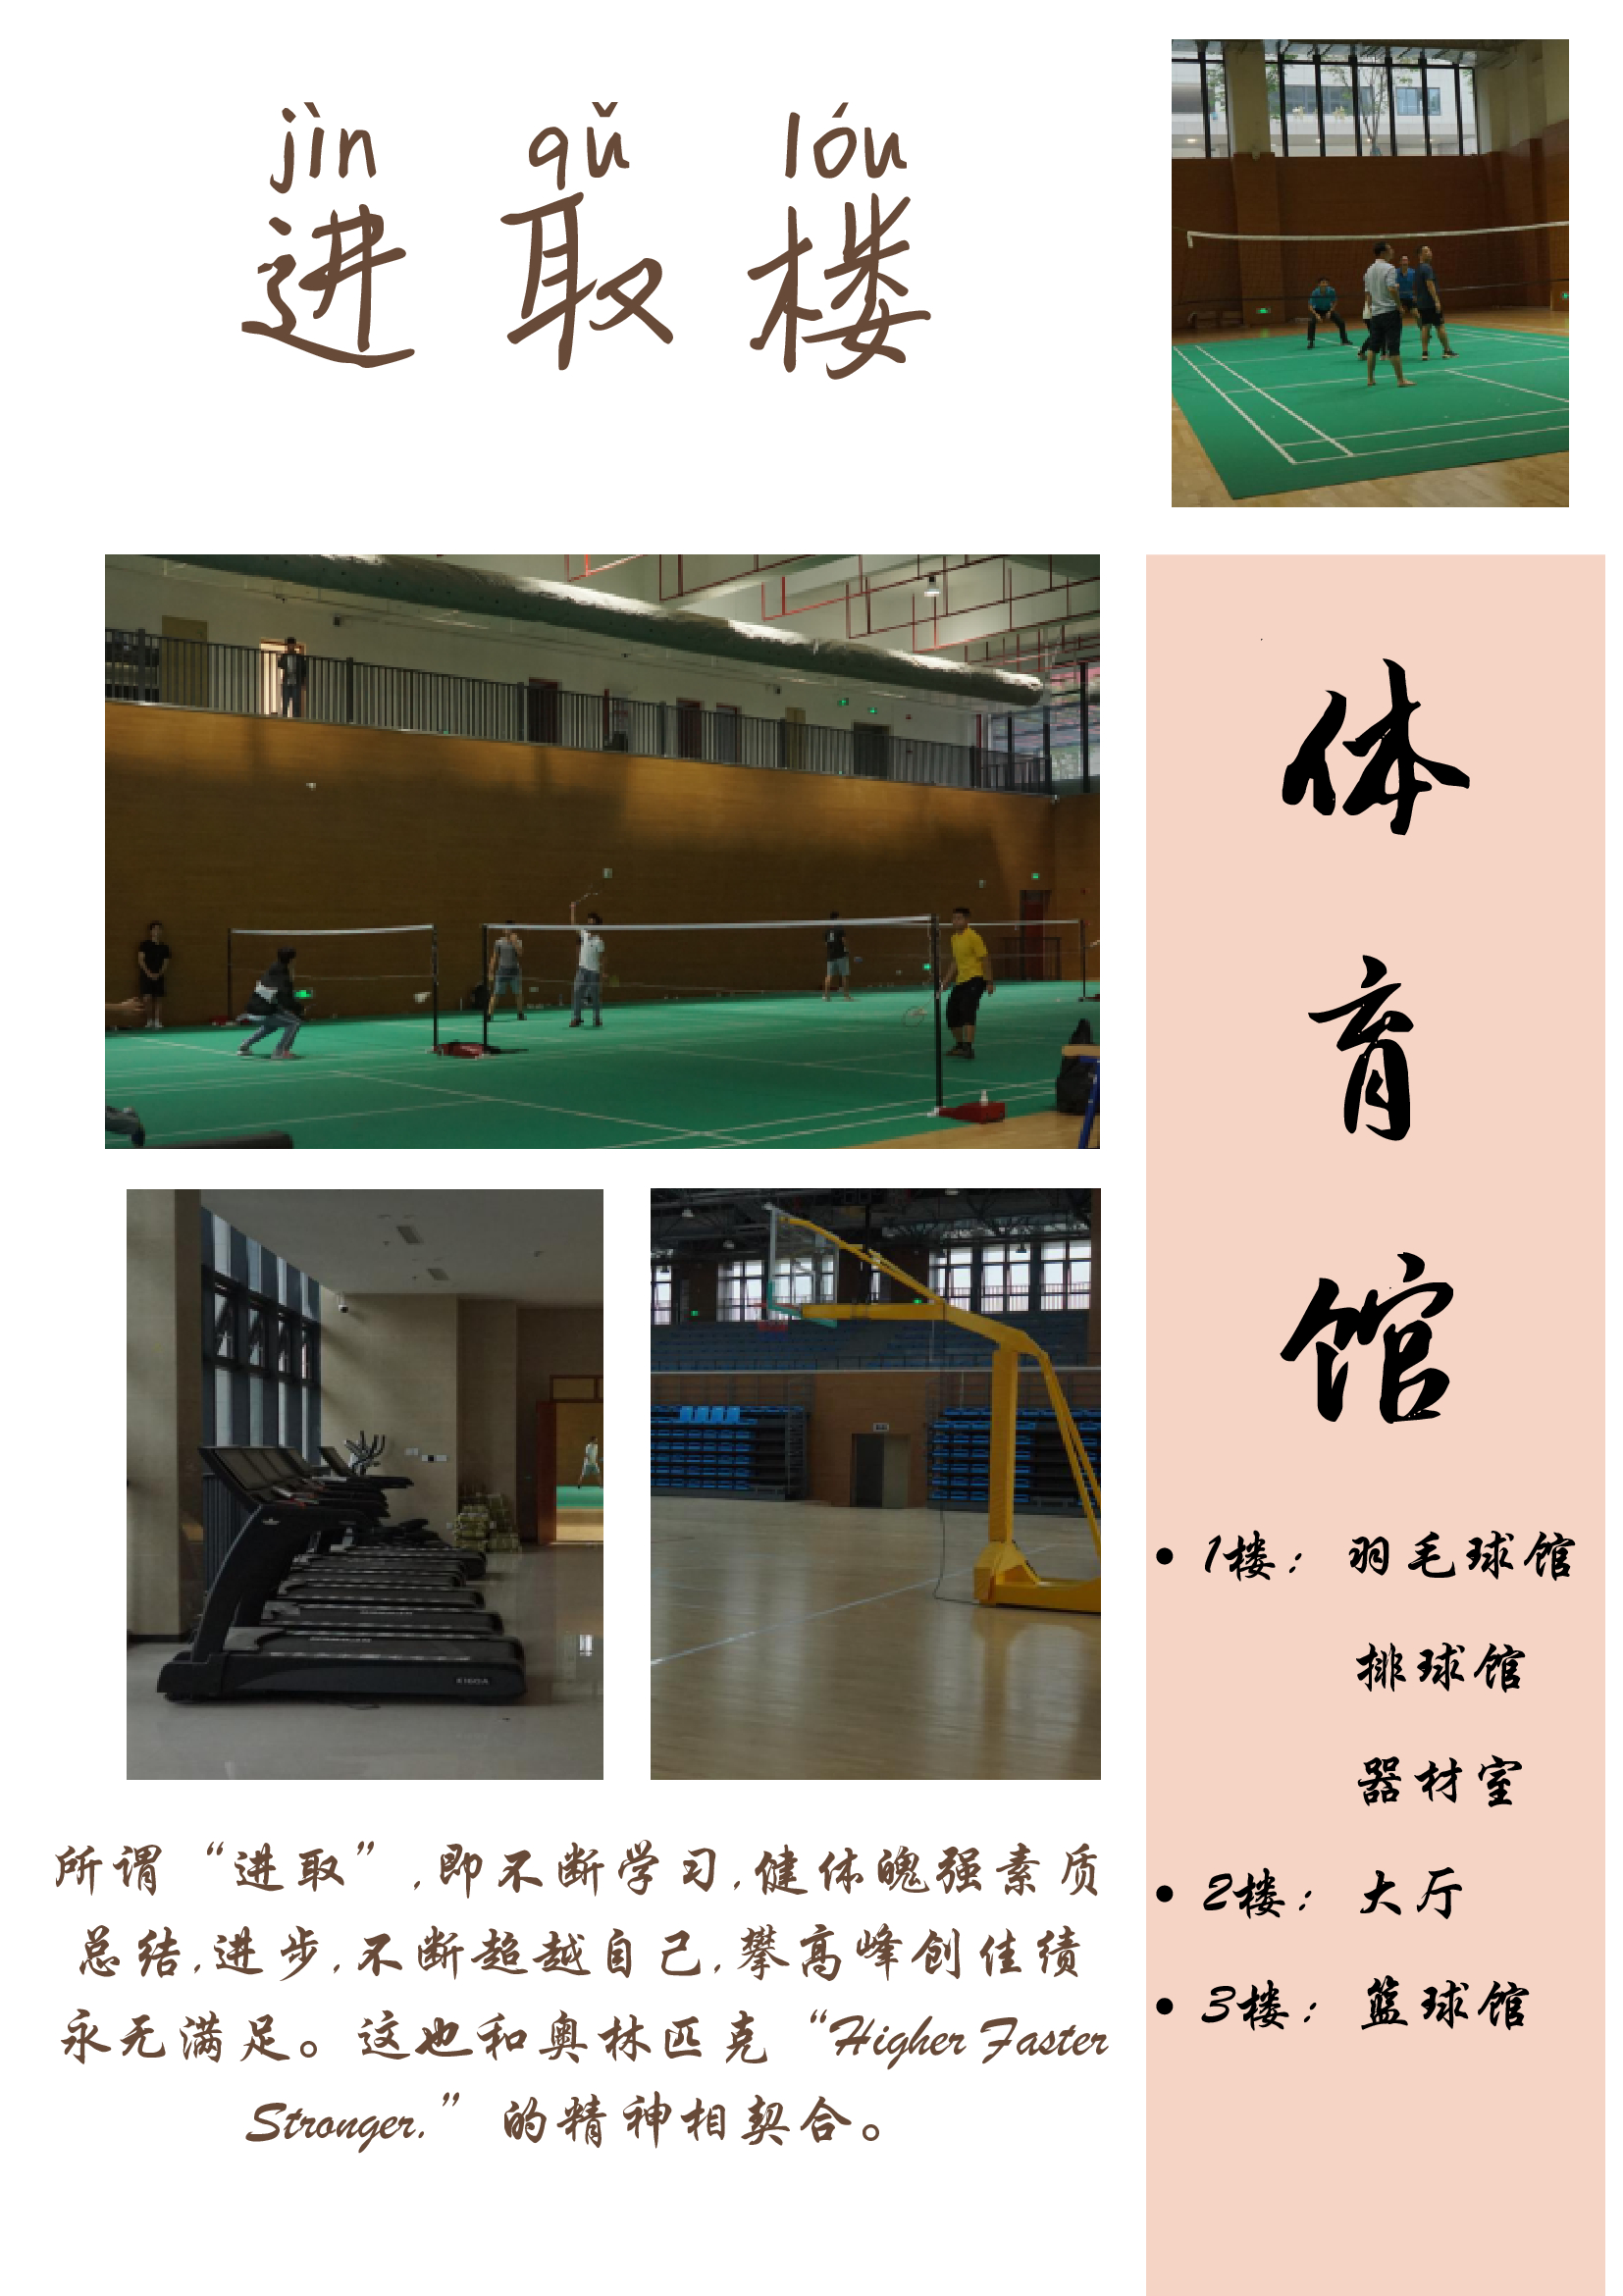 jìn qǔ lóu
进取楼
体
育
馆
• 1楼： 羽毛球馆
排球馆
器材室
• 2楼： 大厅
• 3楼： 篮球馆
所谓“进取”,即不断学习,健体魄强素质
总结,进步,不断超越自己,攀高峰创佳绩
永无满足。这也和奥林匹克“Higher Faster
Stronger.”的精神相契合。